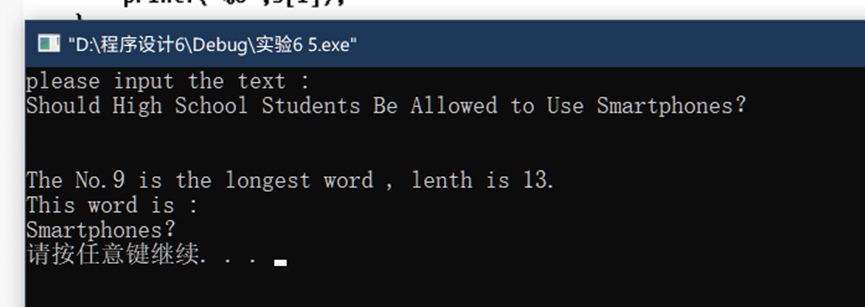 "D:\程序设计6\Debug\实验6 5.exe"
please input the text :
Should High School Students Be Allowed to Use Smartphones?
The No.9 is the longest word , lenth is 13.
This word is :
Smartphones?
请按任意键继续. . .